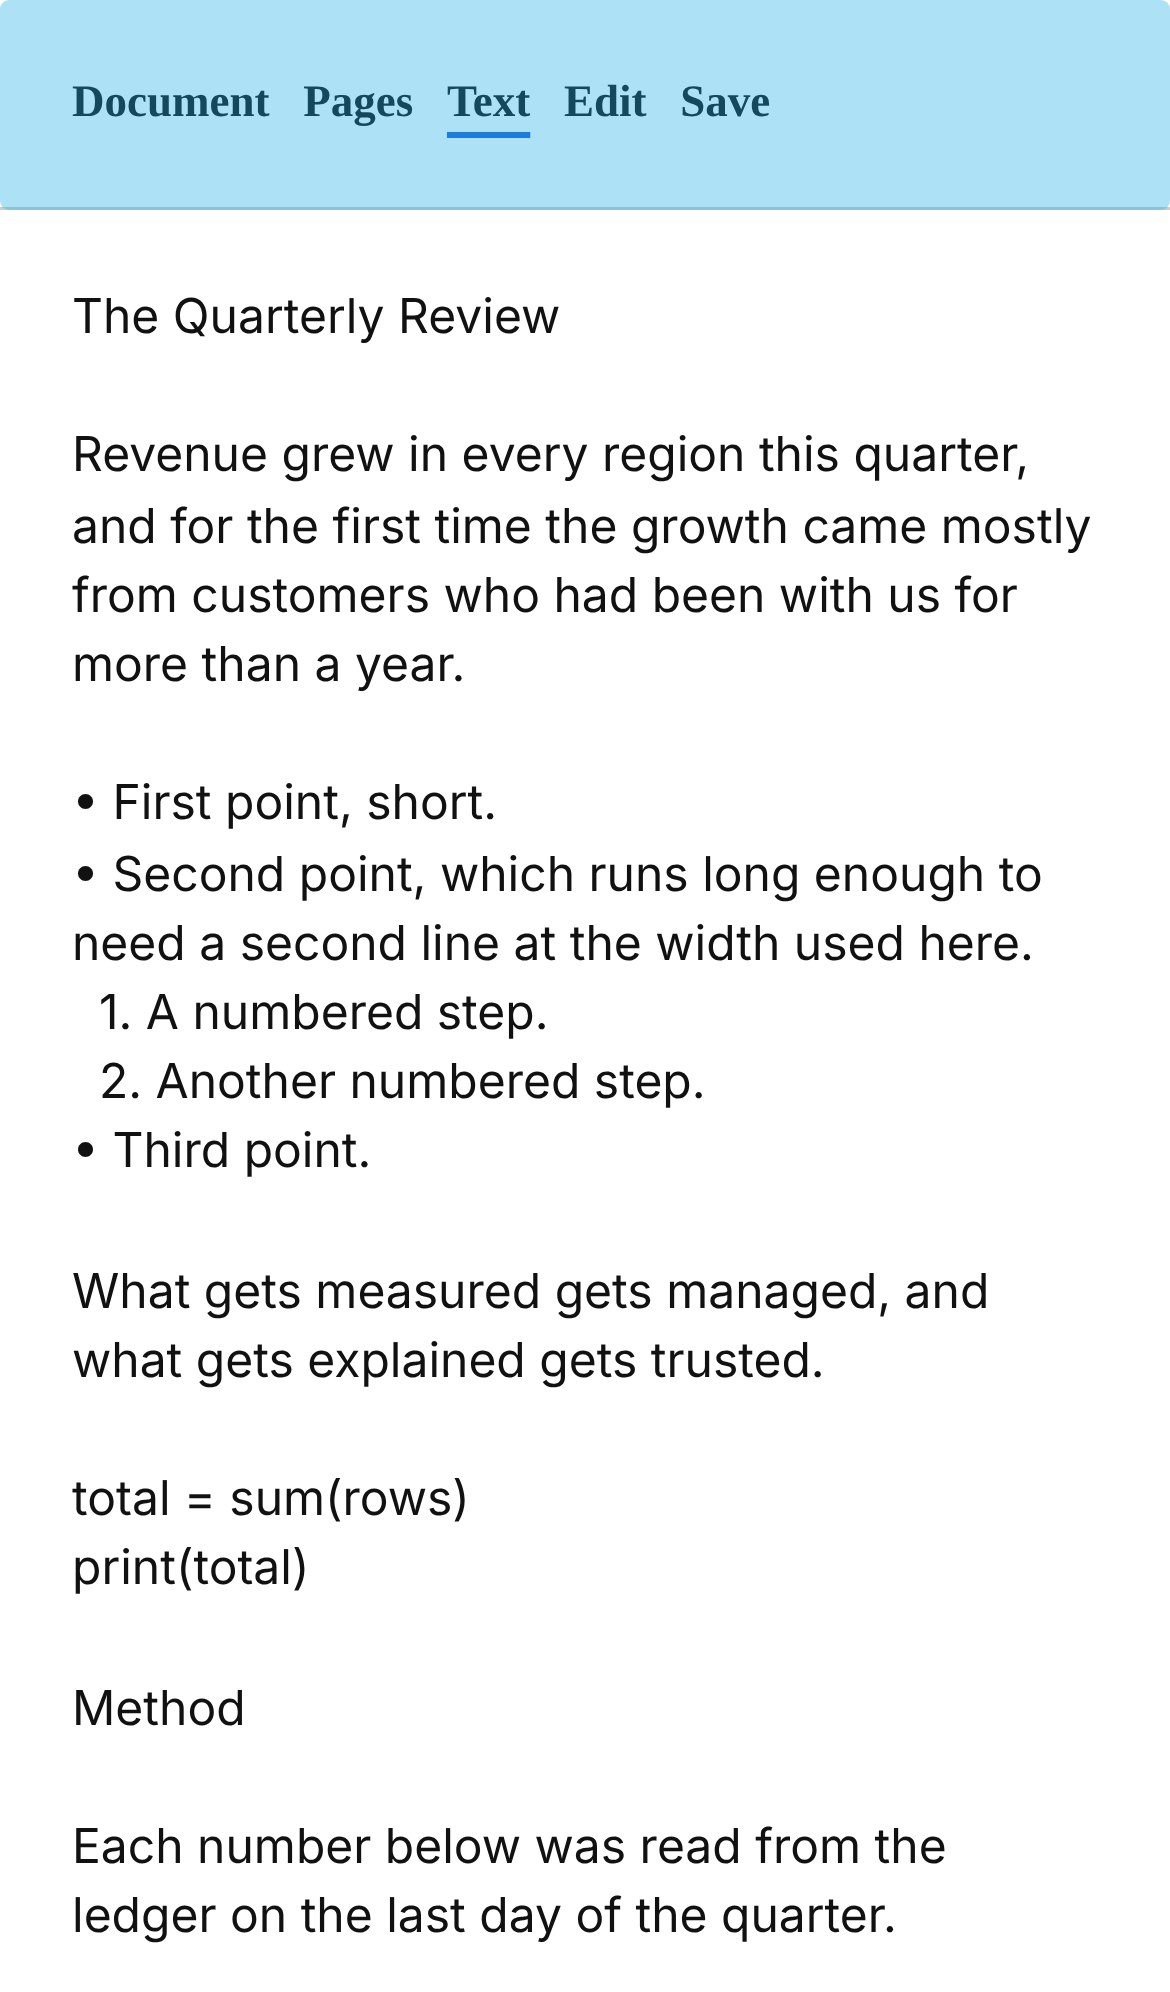 Document Pages Text Edit Save
The Quarterly Review
Revenue grew in every region this quarter,
and for the first time the growth came mostly
from customers who had been with us for
more than a year.
• First point, short.
• Second point, which runs long enough to
need a second line at the width used here.
1. A numbered step.
2. Another numbered step.
• Third point.
What gets measured gets managed, and
what gets explained gets trusted.
total = sum(rows)
print(total)
Method
Each number below was read from the
ledger on the last day of the quarter.